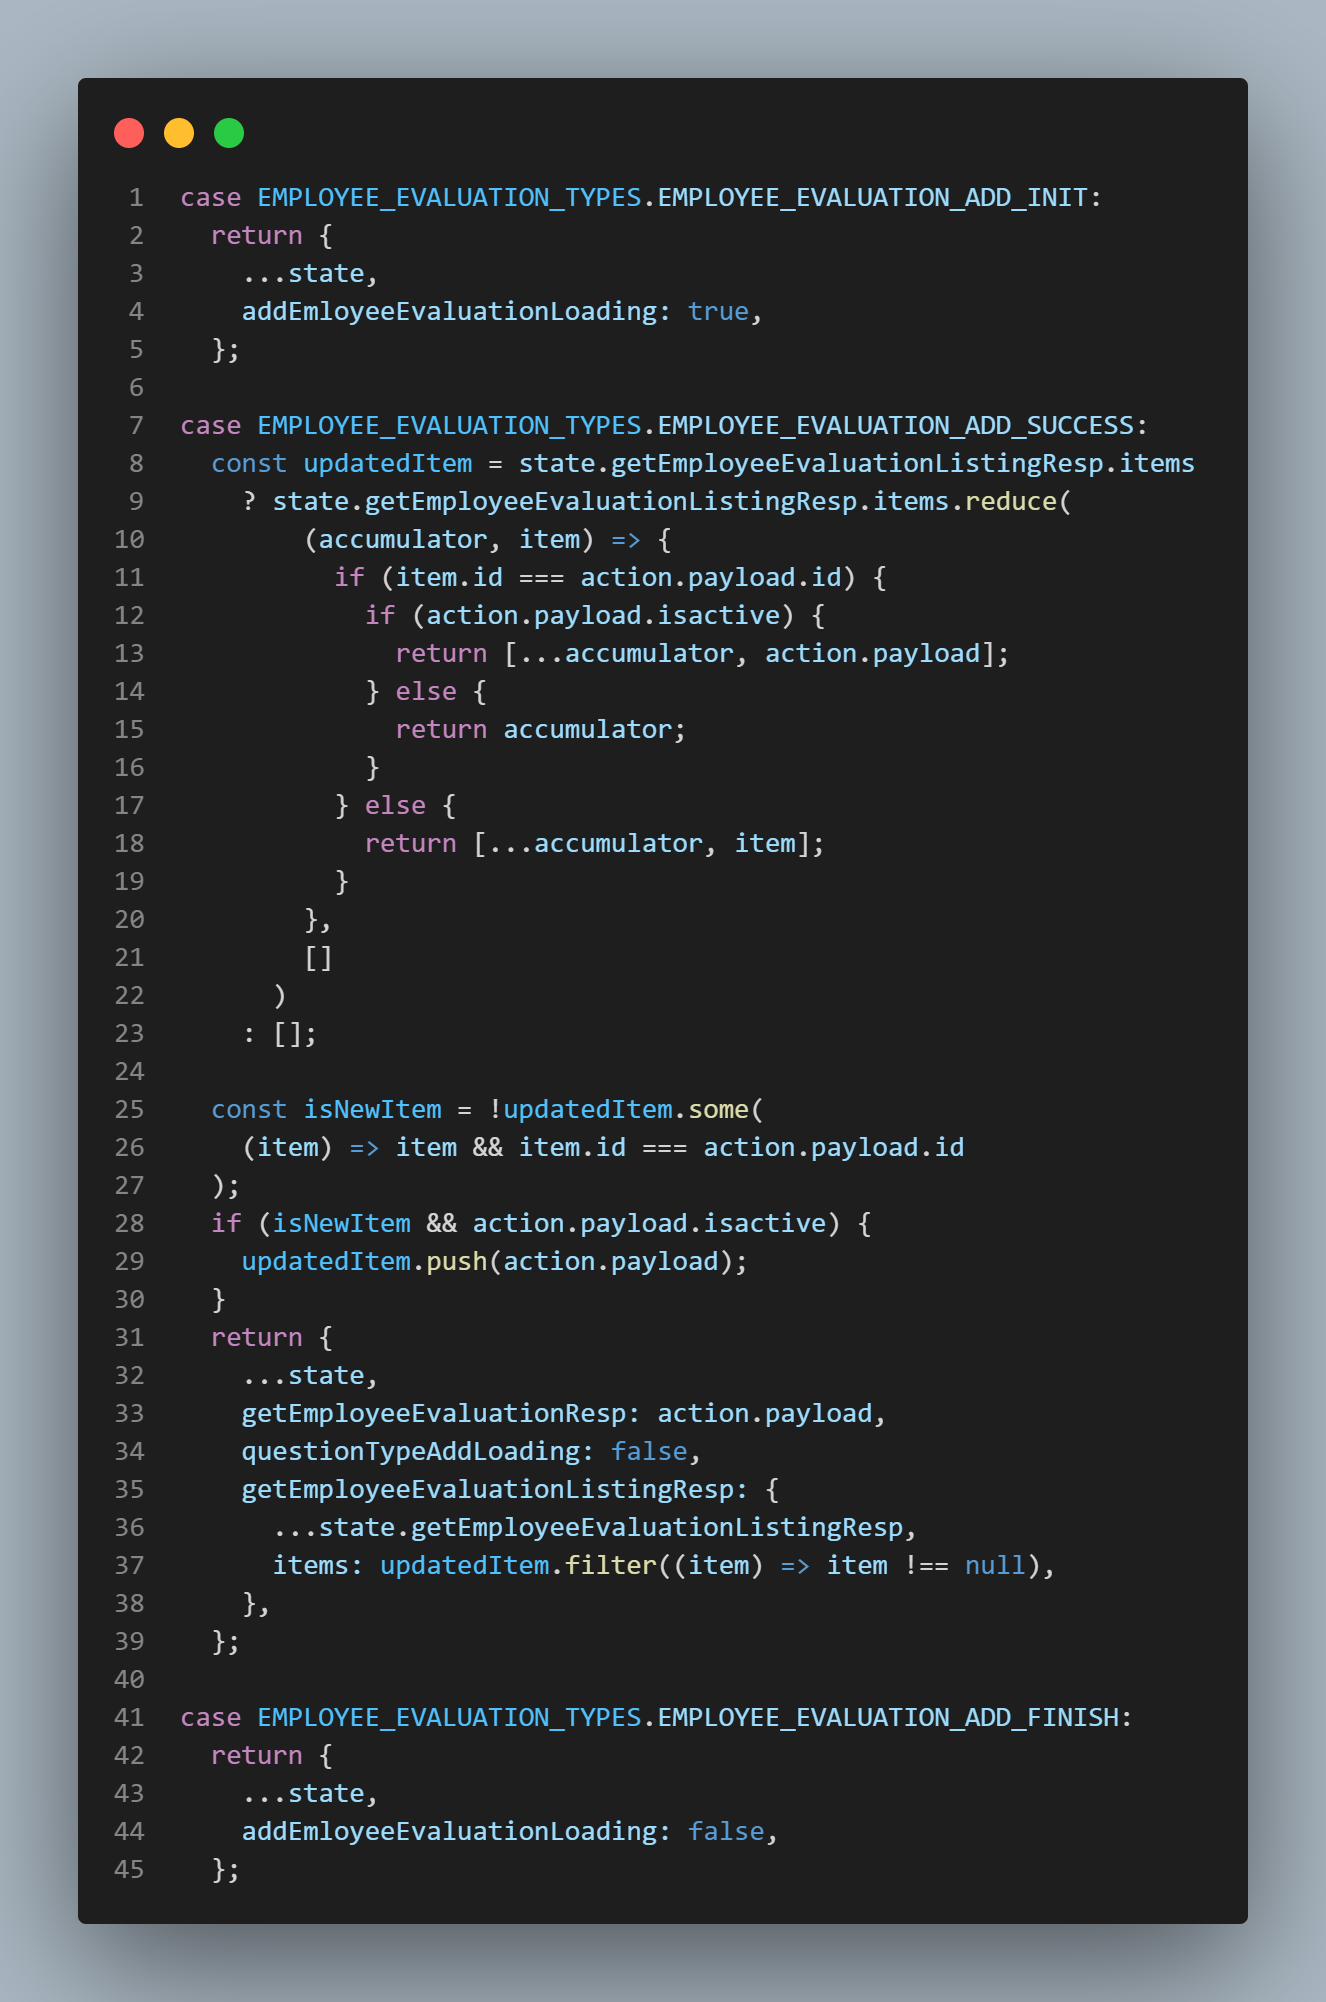 1 case EMPLOYEE_EVALUATION_TYPES.EMPLOYEE_EVALUATION_ADD_INIT:
2   return {
3     ...state,
4     addEmloyeeEvaluationLoading: true,
5   };
6
7 case EMPLOYEE_EVALUATION_TYPES.EMPLOYEE_EVALUATION_ADD_SUCCESS:
8   const updatedItem = state.getEmployeeEvaluationListingResp.items
9     ? state.getEmployeeEvaluationListingResp.items.reduce(
10         (accumulator, item) => {
11           if (item.id === action.payload.id) {
12             if (action.payload.isactive) {
13               return [...accumulator, action.payload];
14             } else {
15               return accumulator;
16             }
17           } else {
18             return [...accumulator, item];
19           }
20         },
21         []
22       )
23     : [];
24
25   const isNewItem = !updatedItem.some(
26     (item) => item && item.id === action.payload.id
27   );
28   if (isNewItem && action.payload.isactive) {
29     updatedItem.push(action.payload);
30   }
31   return {
32     ...state,
33     getEmployeeEvaluationResp: action.payload,
34     questionTypeAddLoading: false,
35     getEmployeeEvaluationListingResp: {
36       ...state.getEmployeeEvaluationListingResp,
37       items: updatedItem.filter((item) => item !== null),
38     },
39   };
40
41 case EMPLOYEE_EVALUATION_TYPES.EMPLOYEE_EVALUATION_ADD_FINISH:
42   return {
43     ...state,
44     addEmloyeeEvaluationLoading: false,
45   };